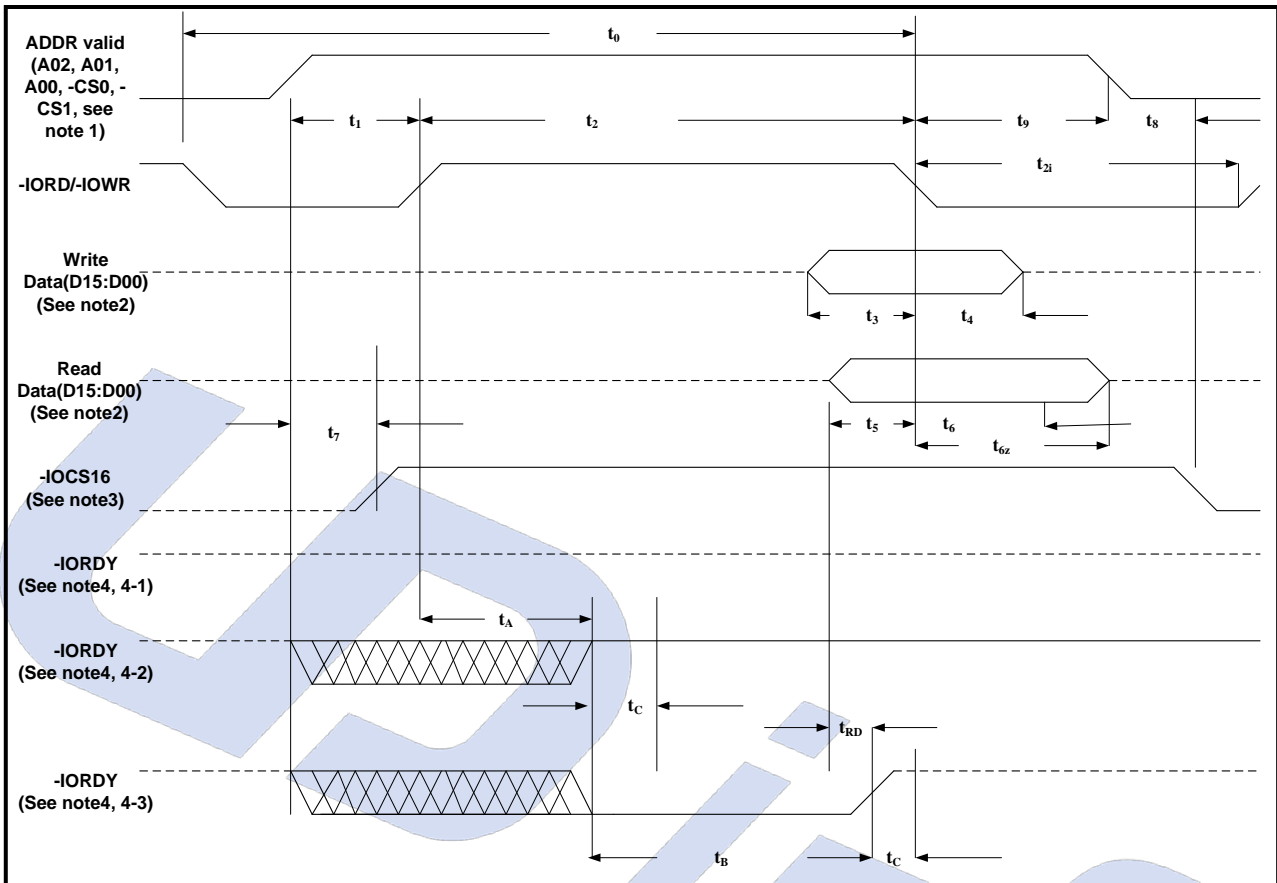 t0
ADDR valid
(A02, A01,
A00, -CS0, -
CS1, see
note 1)
t1
t2
t9
t8
-IORD/-IOWR
t2i
Write
Data(D15:D00)
(See note2)
t3
t4
Read
Data(D15:D00)
(See note2)
t7
t5
t6
t6z
-IOCS16
(See note3)
-IORDY
(See note4, 4-1)
tA
-IORDY
(See note4, 4-2)
tC
tRD
-IORDY
(See note4, 4-3)
tB
tC